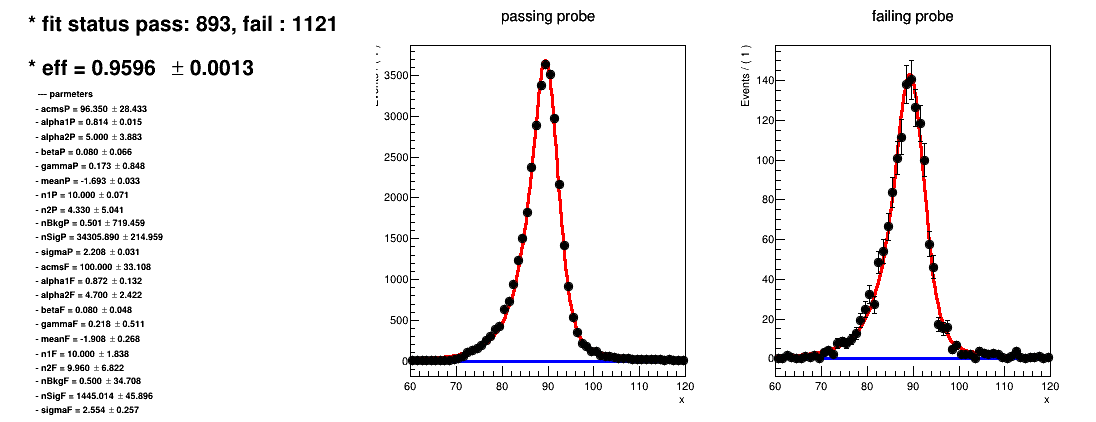 * fit status pass: 893, fail : 1121
* eff = 0.9596 ± 0.0013
--- parmeters
- acmsP = 96.350 ± 28.433
- alpha1P = 0.814 ± 0.015
- alpha2P = 5.000 ± 3.883
- betaP = 0.080 ± 0.066
- gammaP = 0.173 ± 0.848
- meanP = -1.693 ± 0.033
- n1P = 10.000 ± 0.071
- n2P = 4.330 ± 5.041
- nBkgP = 0.501 ± 719.459
- nSigP = 34305.890 ± 214.959
- sigmaP = 2.208 ± 0.031
- acmsF = 100.000 ± 33.108
- alpha1F = 0.872 ± 0.132
- alpha2F = 4.700 ± 2.422
- betaF = 0.080 ± 0.048
- gammaF = 0.218 ± 0.511
- meanF = -1.908 ± 0.268
- n1F = 10.000 ± 1.838
- n2F = 9.960 ± 6.822
- nBkgF = 0.500 ± 34.708
- nSigF = 1445.014 ± 45.896
- sigmaF = 2.554 ± 0.257
passing probe
3500
3000
2500
2000
1500
1000
500
0
60 70 80 90 100 110 120
x
failing probe
Events / ( 1 )
140
120
100
80
60
40
20
0
60 70 80 90 100 110 120
x